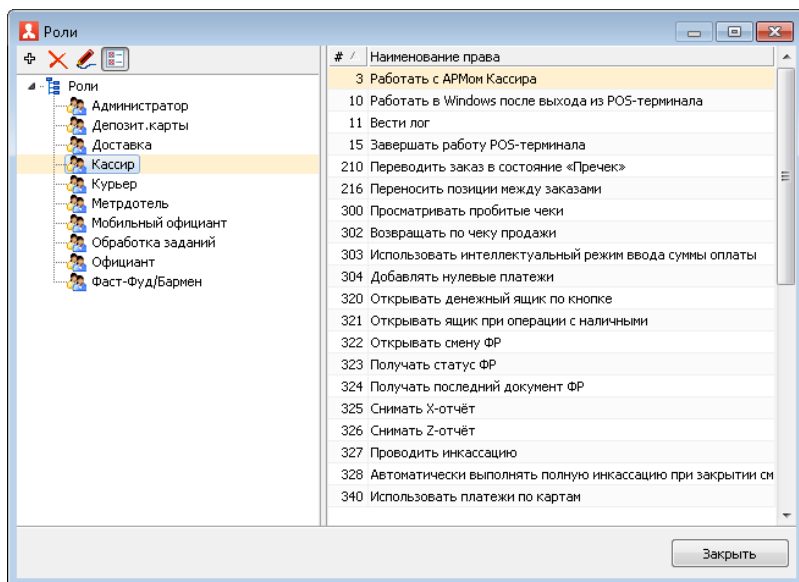 Роли
# Наименование права
Роли
Администратор
Депозит.карты
Доставка
Кассир
Курьер
Метрдотель
Мобильный официант
Обработка заданий
Официант
Фаст-Фуд/Бармен
3 Работать с АРМом Кассира
10 Работать в Windows после выхода из POS-терминала
11 Вести лог
15 Завершать работу POS-терминала
210 Переводить заказ в состояние «Пречек»
216 Переносить позиции между заказами
300 Просматривать пробитые чеки
302 Возвращать по чеку продажи
303 Использовать интеллектуальный режим ввода суммы оплаты
304 Добавлять нулевые платежи
320 Открывать денежный ящик по кнопке
321 Открывать ящик при операции с наличными
322 Открывать смену ФР
323 Получать статус ФР
324 Получать последний документ ФР
325 Снимать X-отчёт
326 Снимать Z-отчёт
327 Проводить инкассацию
328 Автоматически выполнять полную инкассацию при закрытии см
340 Использовать платежи по картам
Закрыть